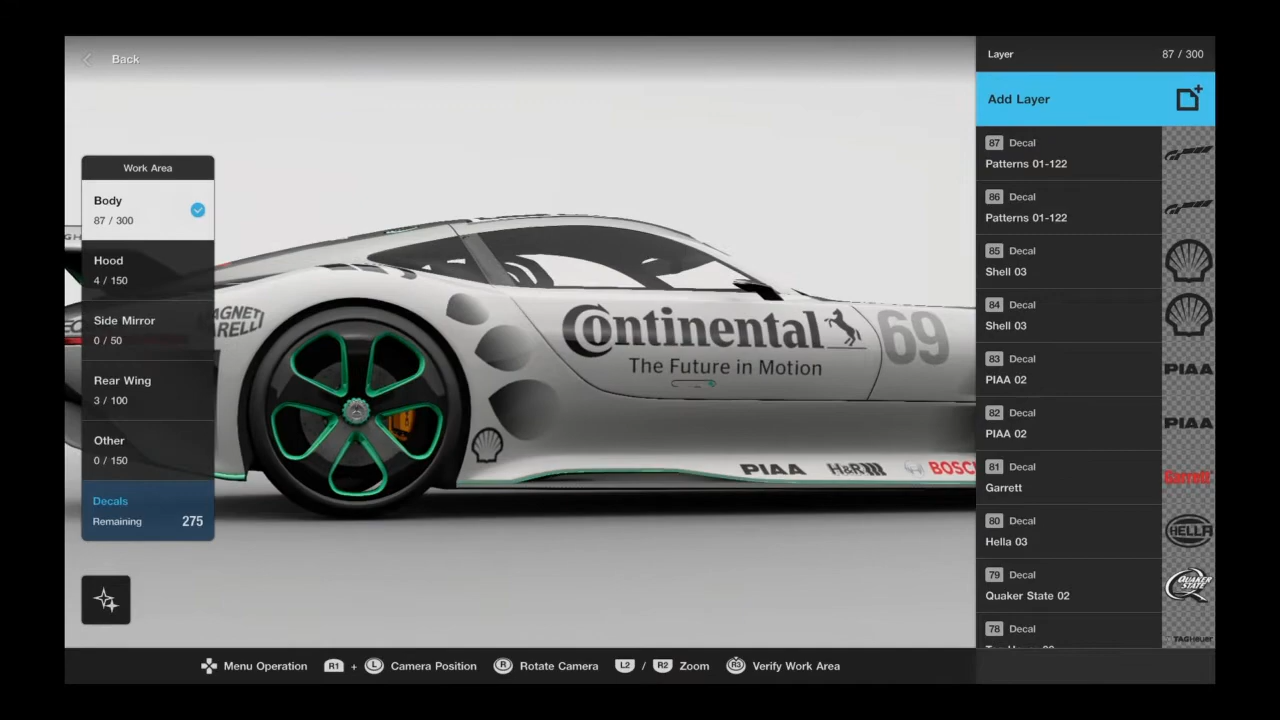 Back
Layer 87 / 300
Add Layer
87 Decal
Patterns 01-122
86 Decal
Patterns 01-122
85 Decal
Shell 03
84 Decal
Shell 03
83 Decal
PIAA 02
PIAA
82 Decal
PIAA 02
PIAA
81 Decal
Garrett
Garrett
80 Decal
Hella 03
HELLA
79 Decal
Quaker State 02
QUAKER
STATE
78 Decal
TAGHeuer
Work Area
Body
87 / 300
Hood
4 / 150
Side Mirror
0 / 50
Rear Wing
3 / 100
Other
0 / 150
Decals
Remaining 275
AGNETI
ARELLI
Continental
The Future in Motion
69
PIAA H&R BOSC
R1 + L Menu Operation Camera Position R Rotate Camera L2 / R2 Zoom R3 Verify Work Area